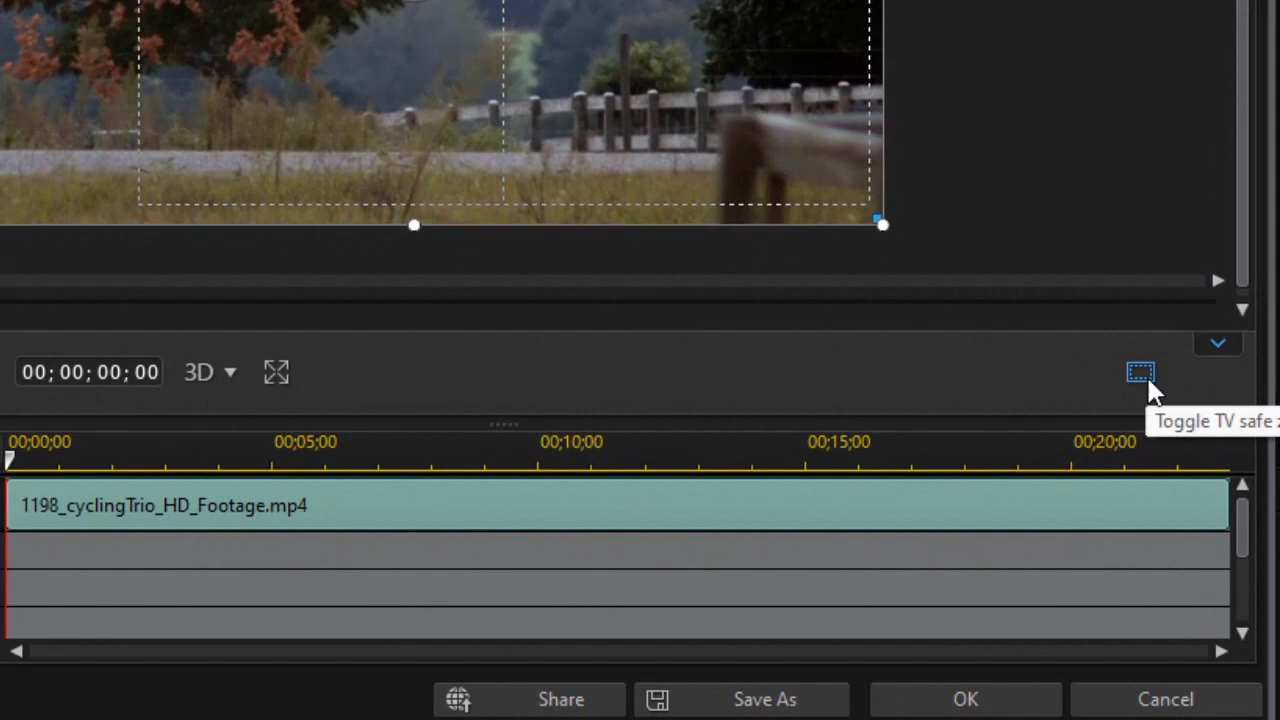 00;00;00;00 3D
Toggle TV safe
00;00;00 00;05;00 00;10;00 00;15;00 00;20;00
1198_cyclingTrio_HD_Footage.mp4
Share Save As OK Cancel